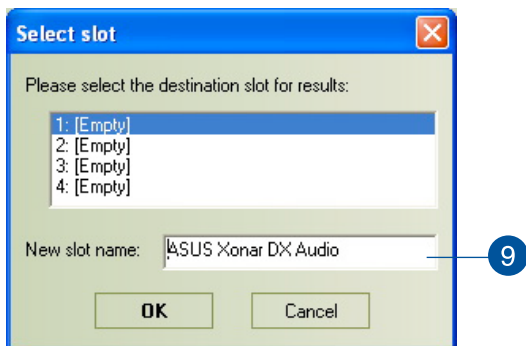 Select slot
Please select the destination slot for results:
1: [Empty]
2: [Empty]
3: [Empty]
4: [Empty]
New slot name: ASUS Xonar DX Audio
9
OK Cancel